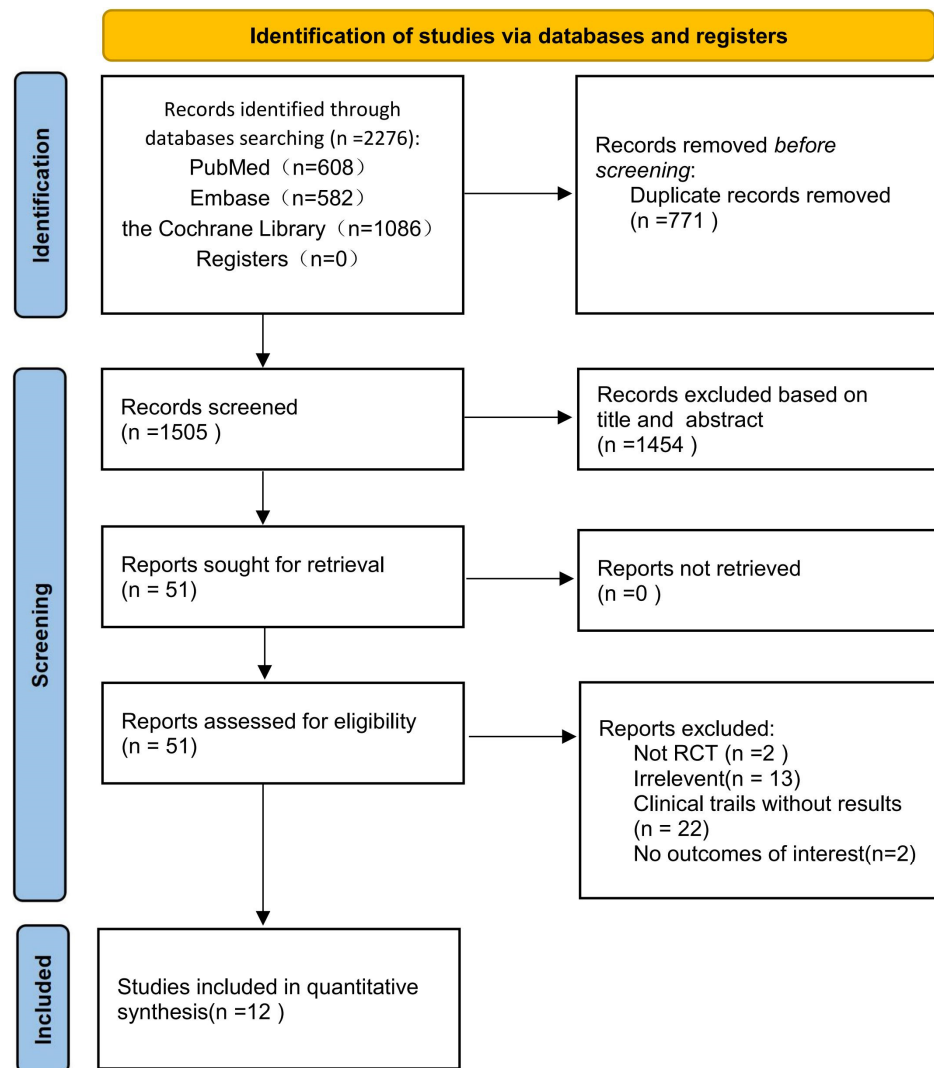 Identification of studies via databases and registers
Identification
Records identified through
databases searching (n =2276):
PubMed（n=608）
Embase（n=582）
the Cochrane Library（n=1086）
Registers（n=0）
Records removed before
screening:
Duplicate records removed
(n =771 )
Screening
Records screened
(n =1505 )
Records excluded based on
title and  abstract
(n =1454 )
Reports sought for retrieval
(n = 51)
Reports not retrieved
(n =0 )
Reports assessed for eligibility
(n = 51)
Reports excluded:
Not RCT (n =2 )
Irrelevent(n = 13)
Clinical trails without results
(n = 22)
No outcomes of interest(n=2)
Included
Studies included in quantitative
synthesis(n =12 )